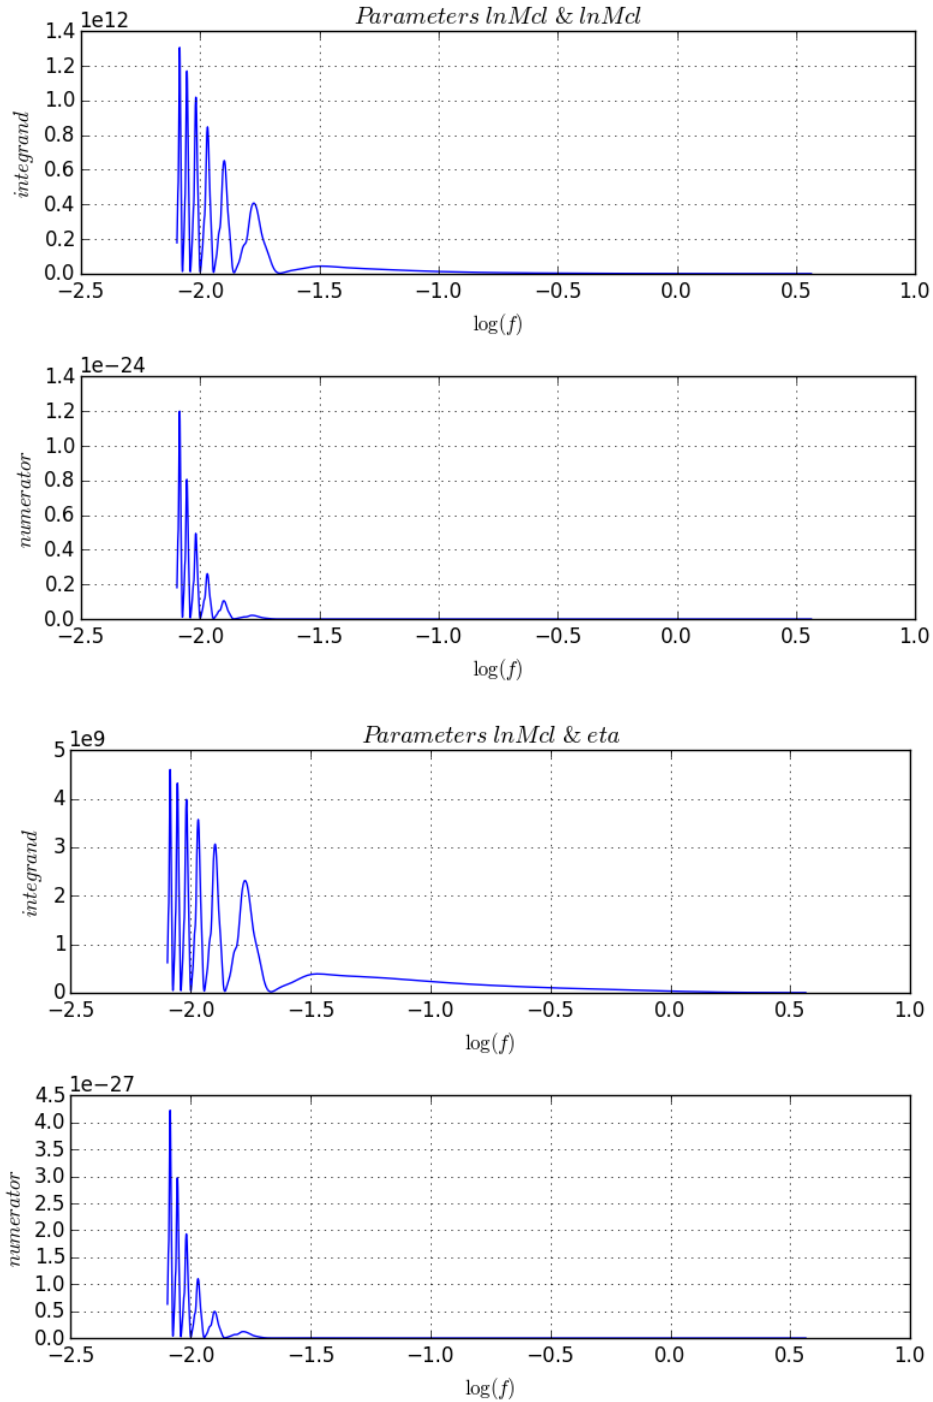 Parameters lnMcl & lnMcl
1e12
1.4
1.2
1.0
0.8
0.6
0.4
0.2
0.0
integrand
−2.5 −2.0 −1.5 −1.0 −0.5 0.0 0.5 1.0
log(f)
1e−24
1.4
1.2
1.0
0.8
0.6
0.4
0.2
0.0
numerator
−2.5 −2.0 −1.5 −1.0 −0.5 0.0 0.5 1.0
log(f)
Parameters lnMcl & eta
1e9
5
4
3
2
1
0
integrand
−2.5 −2.0 −1.5 −1.0 −0.5 0.0 0.5 1.0
log(f)
1e−27
4.5
4.0
3.5
3.0
2.5
2.0
1.5
1.0
0.5
0.0
numerator
−2.5 −2.0 −1.5 −1.0 −0.5 0.0 0.5 1.0
log(f)